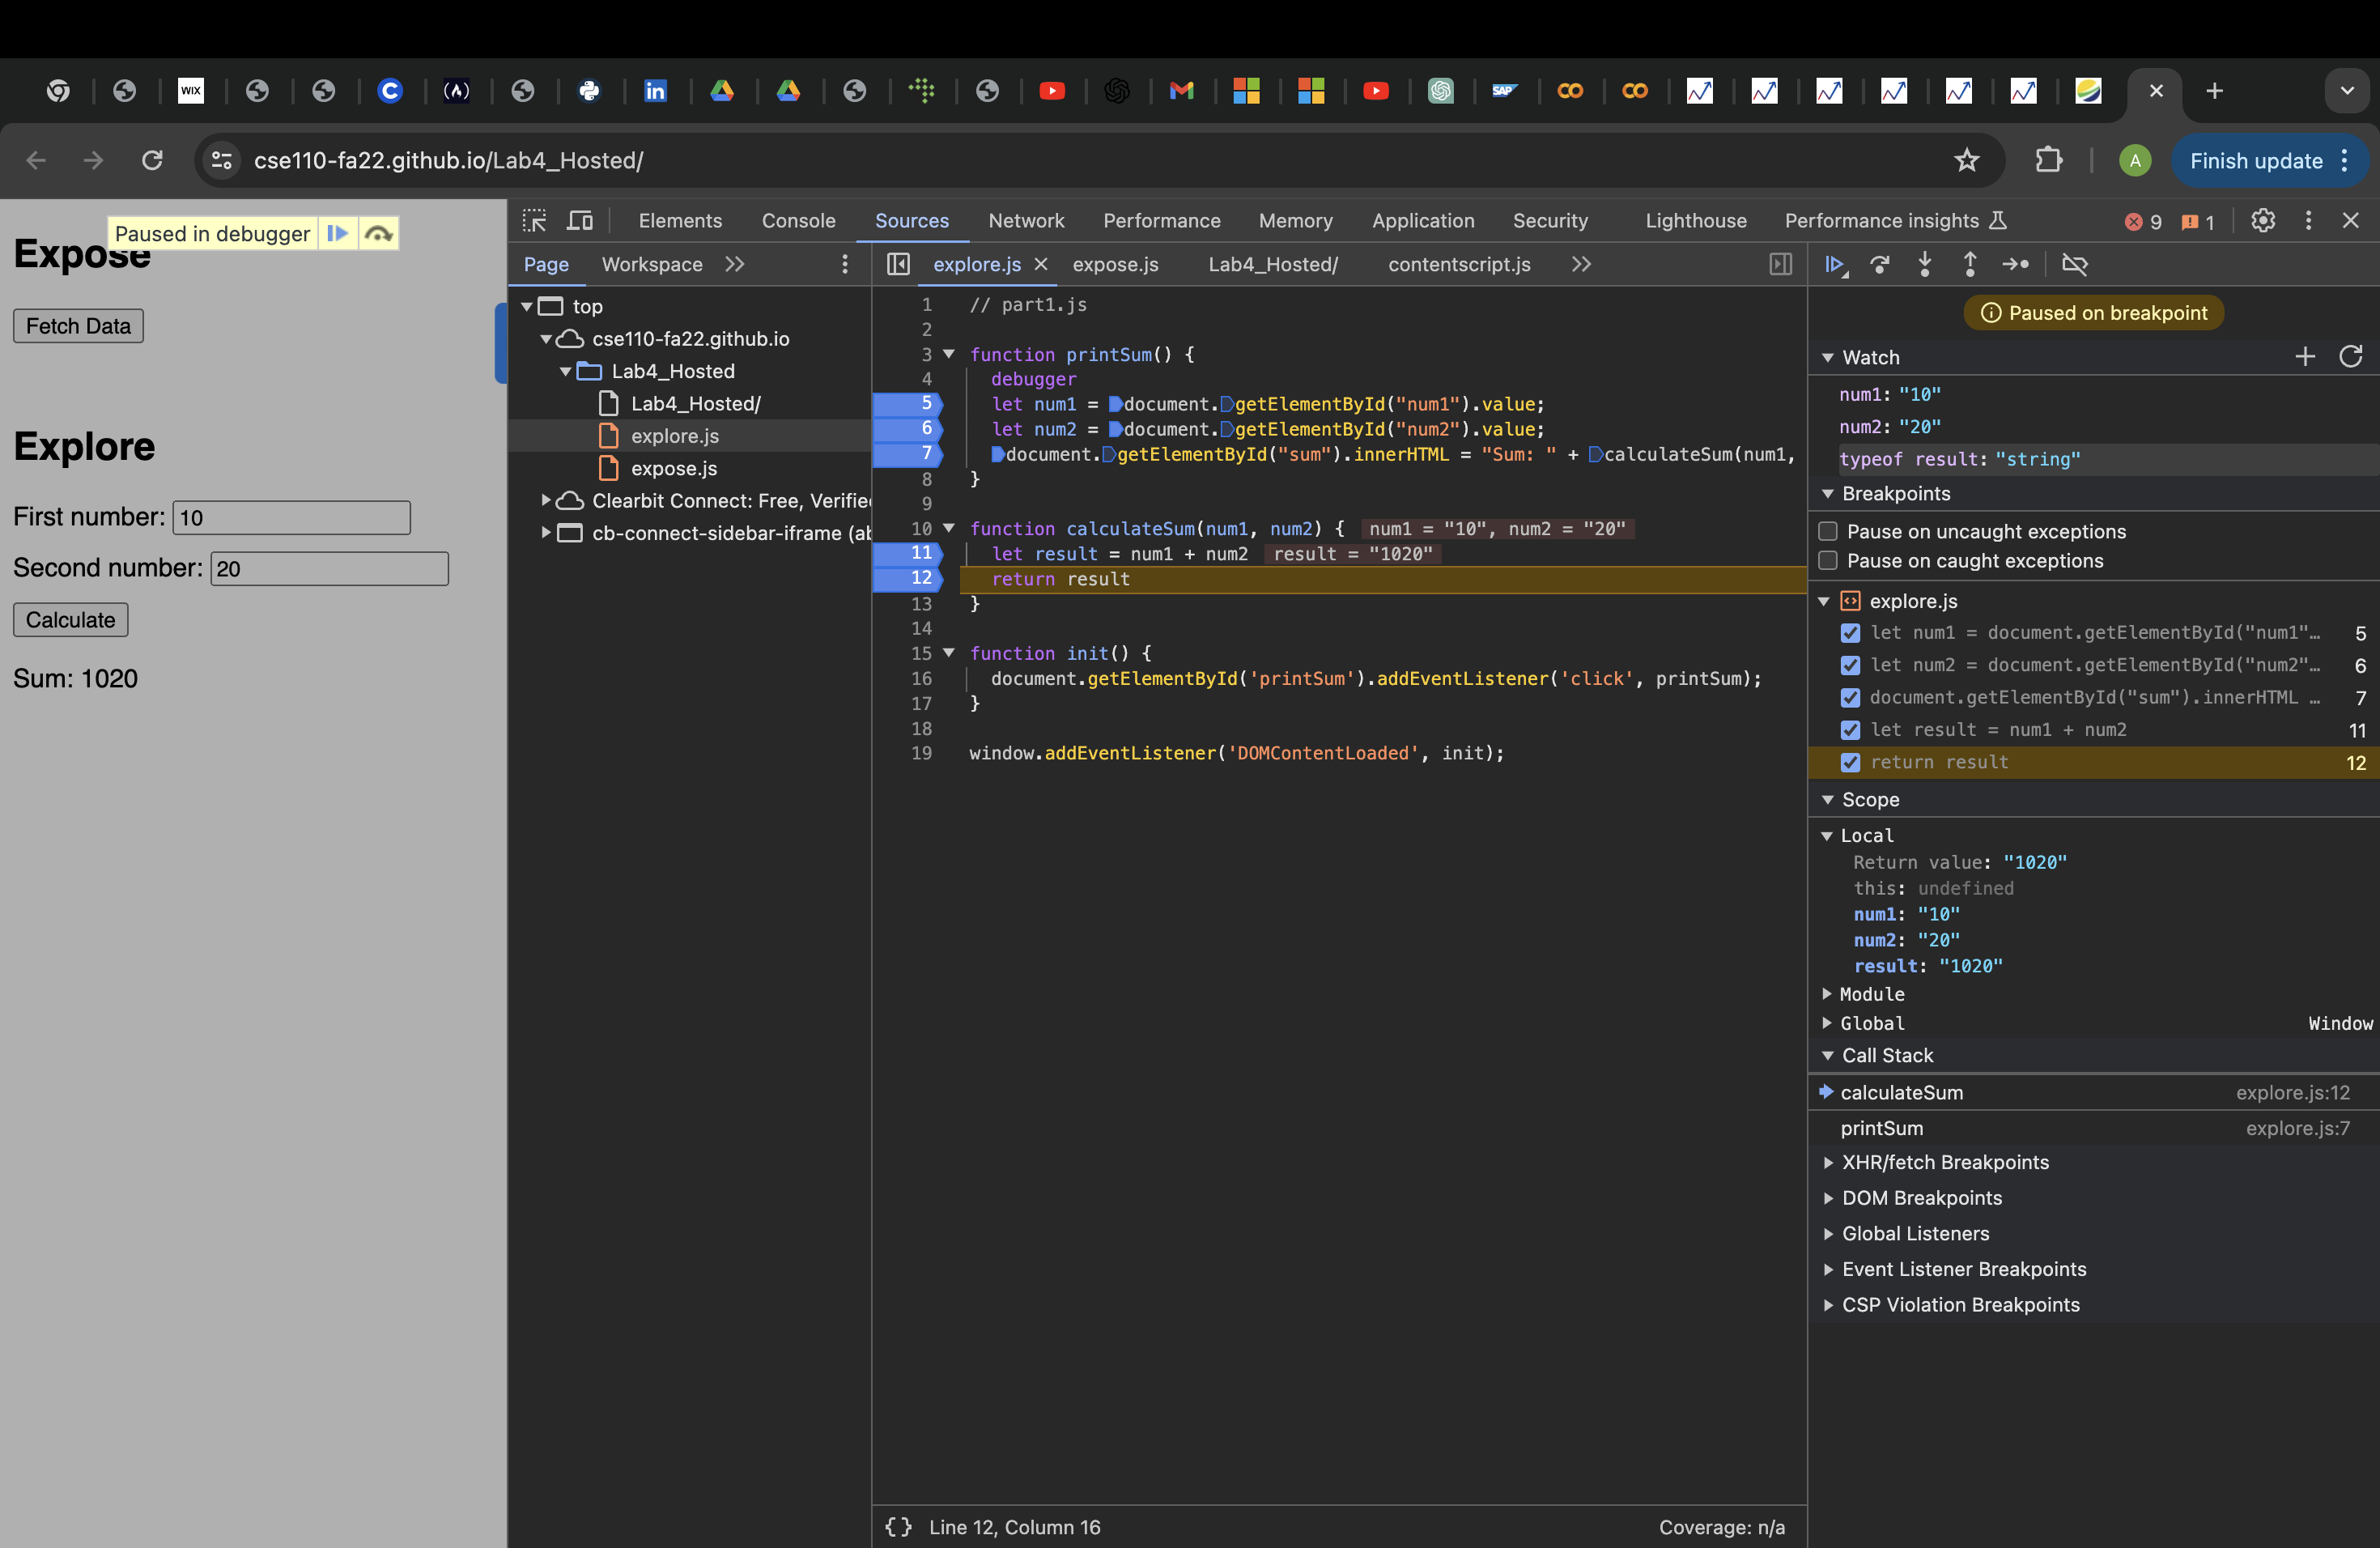 WIX
SAP
cse110-fa22.github.io/Lab4_Hosted/
A
Finish update
Paused in debugger
Expose
Fetch Data
Explore
First number: 10
Second number: 20
Calculate
Sum: 1020
Elements Console Sources Network Performance Memory Application Security Lighthouse Performance insights 9 1
Page Workspace
top
cse110-fa22.github.io
Lab4_Hosted
Lab4_Hosted/
explore.js
expose.js
Clearbit Connect: Free, Verifie
cb-connect-sidebar-iframe (ab
explore.js expose.js Lab4_Hosted/ contentscript.js
1 // part1.js
2
3 function printSum() {
4 debugger
5 let num1 = document.getElementById("num1").value;
6 let num2 = document.getElementById("num2").value;
7 document.getElementById("sum").innerHTML = "Sum: " + calculateSum(num1,
8 }
9
10 function calculateSum(num1, num2) { num1 = "10", num2 = "20"
11 let result = num1 + num2 result = "1020"
12 return result
13 }
14
15 function init() {
16 document.getElementById('printSum').addEventListener('click', printSum);
17 }
18
19 window.addEventListener('DOMContentLoaded', init);
{} Line 12, Column 16
Coverage: n/a
Paused on breakpoint
Watch
num1: "10"
num2: "20"
typeof result: "string"
Breakpoints
Pause on uncaught exceptions
Pause on caught exceptions
explore.js
let num1 = document.getElementById("num1"… 5
let num2 = document.getElementById("num2"… 6
document.getElementById("sum").innerHTML … 7
let result = num1 + num2 11
return result 12
Scope
Local
Return value: "1020"
this: undefined
num1: "10"
num2: "20"
result: "1020"
Module
Global Window
Call Stack
calculateSum explore.js:12
printSum explore.js:7
XHR/fetch Breakpoints
DOM Breakpoints
Global Listeners
Event Listener Breakpoints
CSP Violation Breakpoints